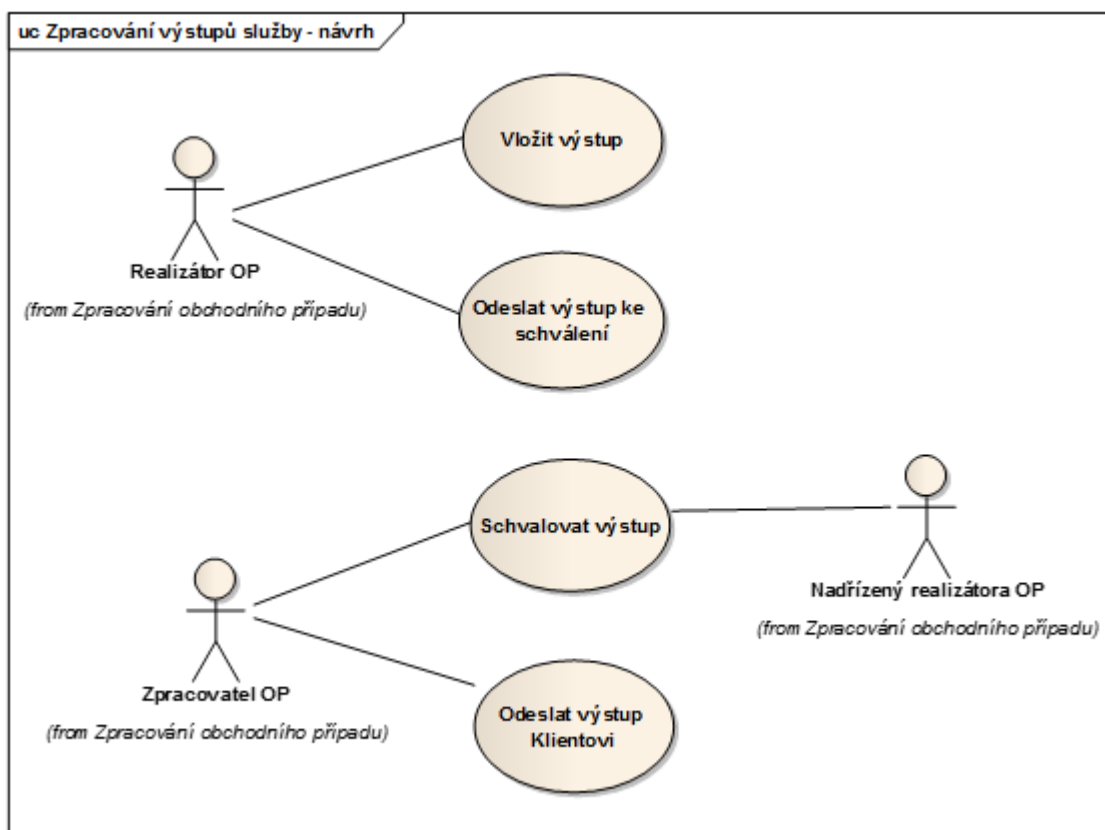 uc Zpracování výstupů služby - návrh
Vložit výstup
Realizátor OP
(from Zpracování obchodního případu)
Odeslat výstup ke
schválení
Schvalovat výstup
Nadřízený realizátora OP
(from Zpracování obchodního případu)
Zpracovatel OP
(from Zpracování obchodního případu)
Odeslat výstup
Klientovi